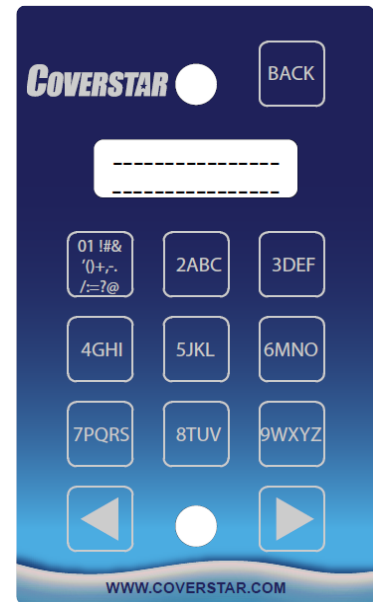 COVERSTAR
BACK
----------------
----------------
01 !#&
'()+,-.
/:=?@
2ABC
3DEF
4GHI
5JKL
6MNO
7PQRS
8TUV
9WXYZ
WWW.COVERSTAR.COM